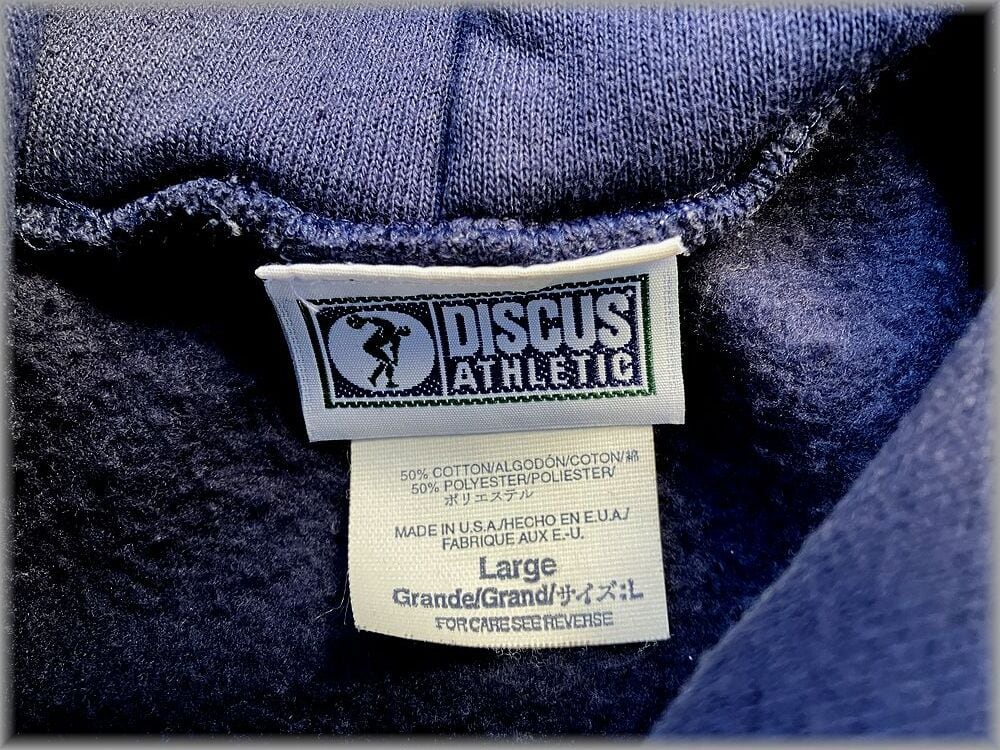 DISCUS
ATHLETIC
50% COTTON/ALGODÓN/COTON/綿
50% POLYESTER/POLIESTER/
ポリエステル
MADE IN U.S.A./HECHO EN E.U.A./
FABRIQUE AUX E.-U.
Large
Grande/Grand/サイズ:L
FOR CARE SEE REVERSE